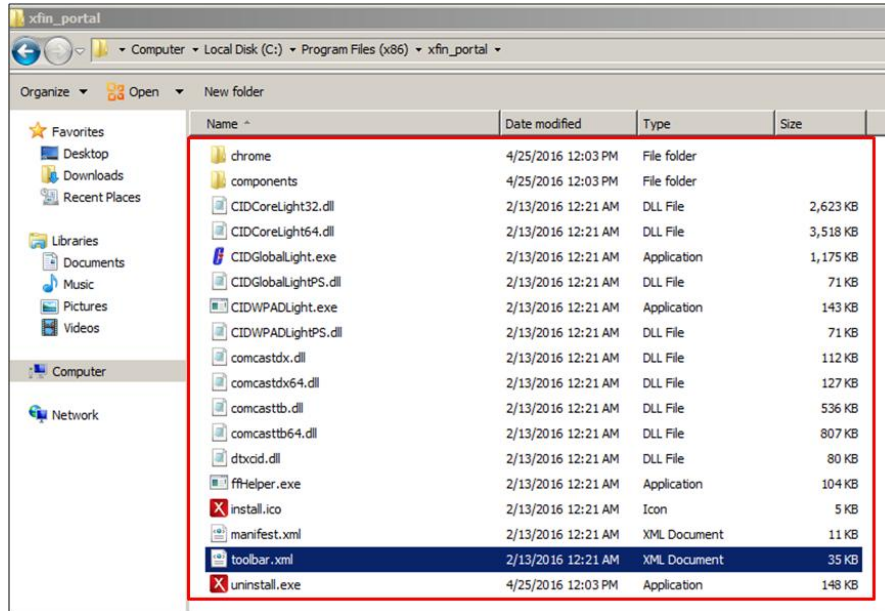 xfin_portal
Computer Local Disk (C:) Program Files (x86) xfin_portal
Organize Open New folder
Name Date modified Type Size
Favorites
Desktop
Downloads
Recent Places
Libraries
Documents
Music
Pictures
Videos
Computer
Network
chrome 4/25/2016 12:03 PM File folder
components 4/25/2016 12:03 PM File folder
CIDCoreLight32.dll 2/13/2016 12:21 AM DLL File 2,623 KB
CIDCoreLight64.dll 2/13/2016 12:21 AM DLL File 3,518 KB
CIDGlobalLight.exe 2/13/2016 12:21 AM Application 1,175 KB
CIDGlobalLightPS.dll 2/13/2016 12:21 AM DLL File 71 KB
CIDWPADLight.exe 2/13/2016 12:21 AM Application 143 KB
CIDWPADLightPS.dll 2/13/2016 12:21 AM DLL File 71 KB
comcastdx.dll 2/13/2016 12:21 AM DLL File 112 KB
comcastdx64.dll 2/13/2016 12:21 AM DLL File 127 KB
comcasttb.dll 2/13/2016 12:21 AM DLL File 536 KB
comcasttb64.dll 2/13/2016 12:21 AM DLL File 807 KB
dtxcid.dll 2/13/2016 12:21 AM DLL File 80 KB
ffHelper.exe 2/13/2016 12:21 AM Application 104 KB
install.ico 2/13/2016 12:21 AM Icon 5 KB
manifest.xml 2/13/2016 12:21 AM XML Document 11 KB
toolbar.xml 2/13/2016 12:21 AM XML Document 35 KB
uninstall.exe 4/25/2016 12:03 PM Application 148 KB